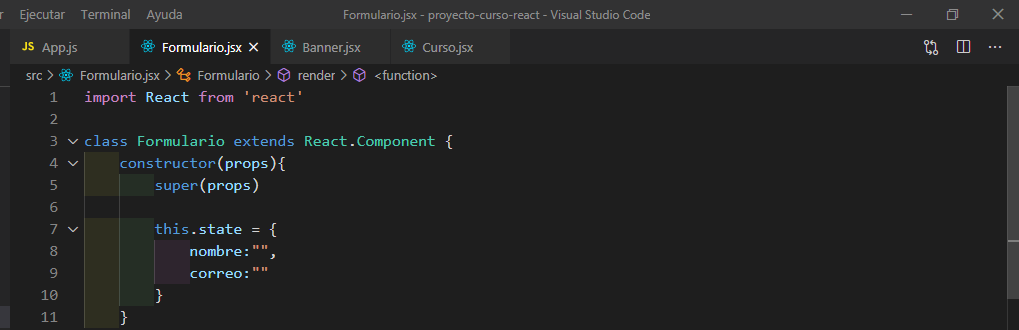 Ejecutar Terminal Ayuda Formulario.jsx - proyecto-curso-react - Visual Studio Code
JS App.js Formulario.jsx Banner.jsx Curso.jsx
src > Formulario.jsx > Formulario > render > <function>
1 import React from 'react'
2
3 class Formulario extends React.Component {
4 constructor(props){
5 super(props)
6
7 this.state = {
8 nombre:"",
9 correo:""
10 }
11 }